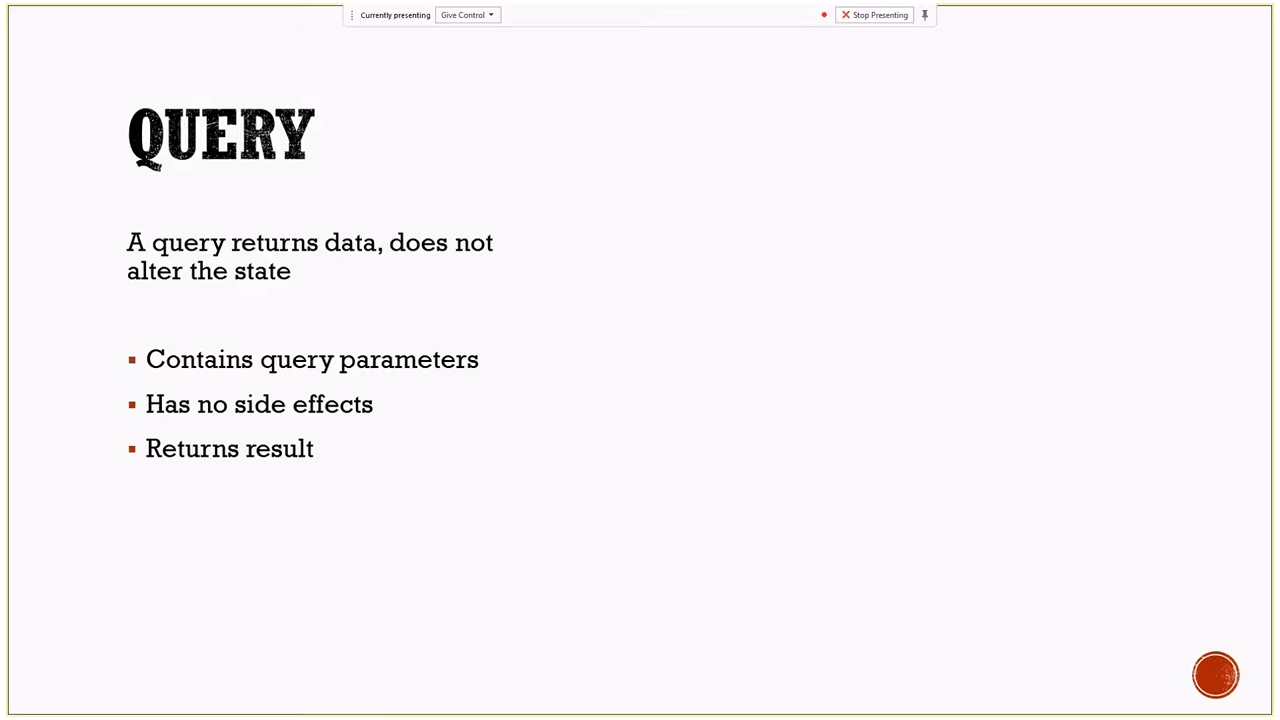 Currently presenting Give Control Stop Presenting
QUERY
A query returns data, does not
alter the state
Contains query parameters
Has no side effects
Returns result